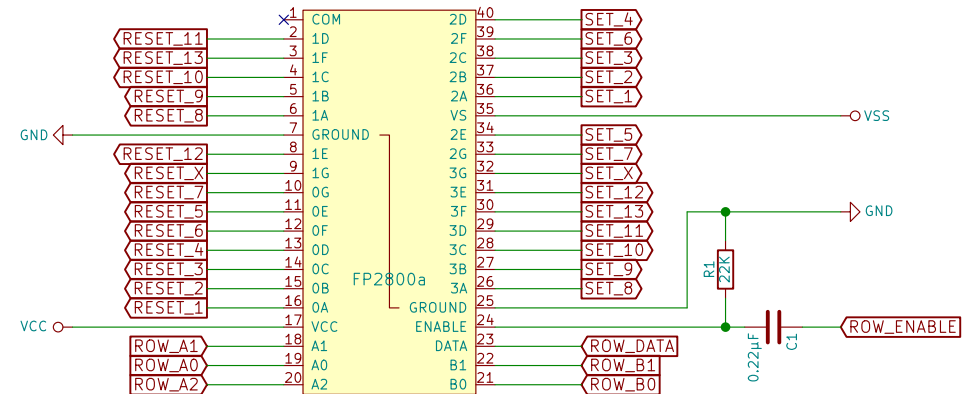 1 COM 2D 40 SET_4
RESET_11 2 1D 2F 39 SET_6
RESET_13 3 1F 2C 38 SET_3
RESET_10 4 1C 2B 37 SET_2
RESET_9 5 1B 2A 36 SET_1
RESET_8 6 1A VS 35 VSS
GND 7 GROUND 2E 34 SET_5
RESET_12 8 1E 2G 33 SET_7
RESET_X 9 1G 3G 32 SET_X
RESET_7 10 0G 3E 31 SET_12
RESET_5 11 0E 3F 30 SET_13 GND
RESET_6 12 0F 3D 29 SET_11
RESET_4 13 0D 3C 28 SET_10
RESET_3 14 0C 3B 27 SET_9
R1 22K
FP2800a
RESET_2 15 0B 3A 26 SET_8
RESET_1 16 0A GROUND 25
VCC 17 VCC ENABLE 24 ROW_ENABLE
0.22µF C1
ROW_A1 18 A1 DATA 23 ROW_DATA
ROW_A0 19 A0 B1 22 ROW_B1
ROW_A2 20 A2 B0 21 ROW_B0